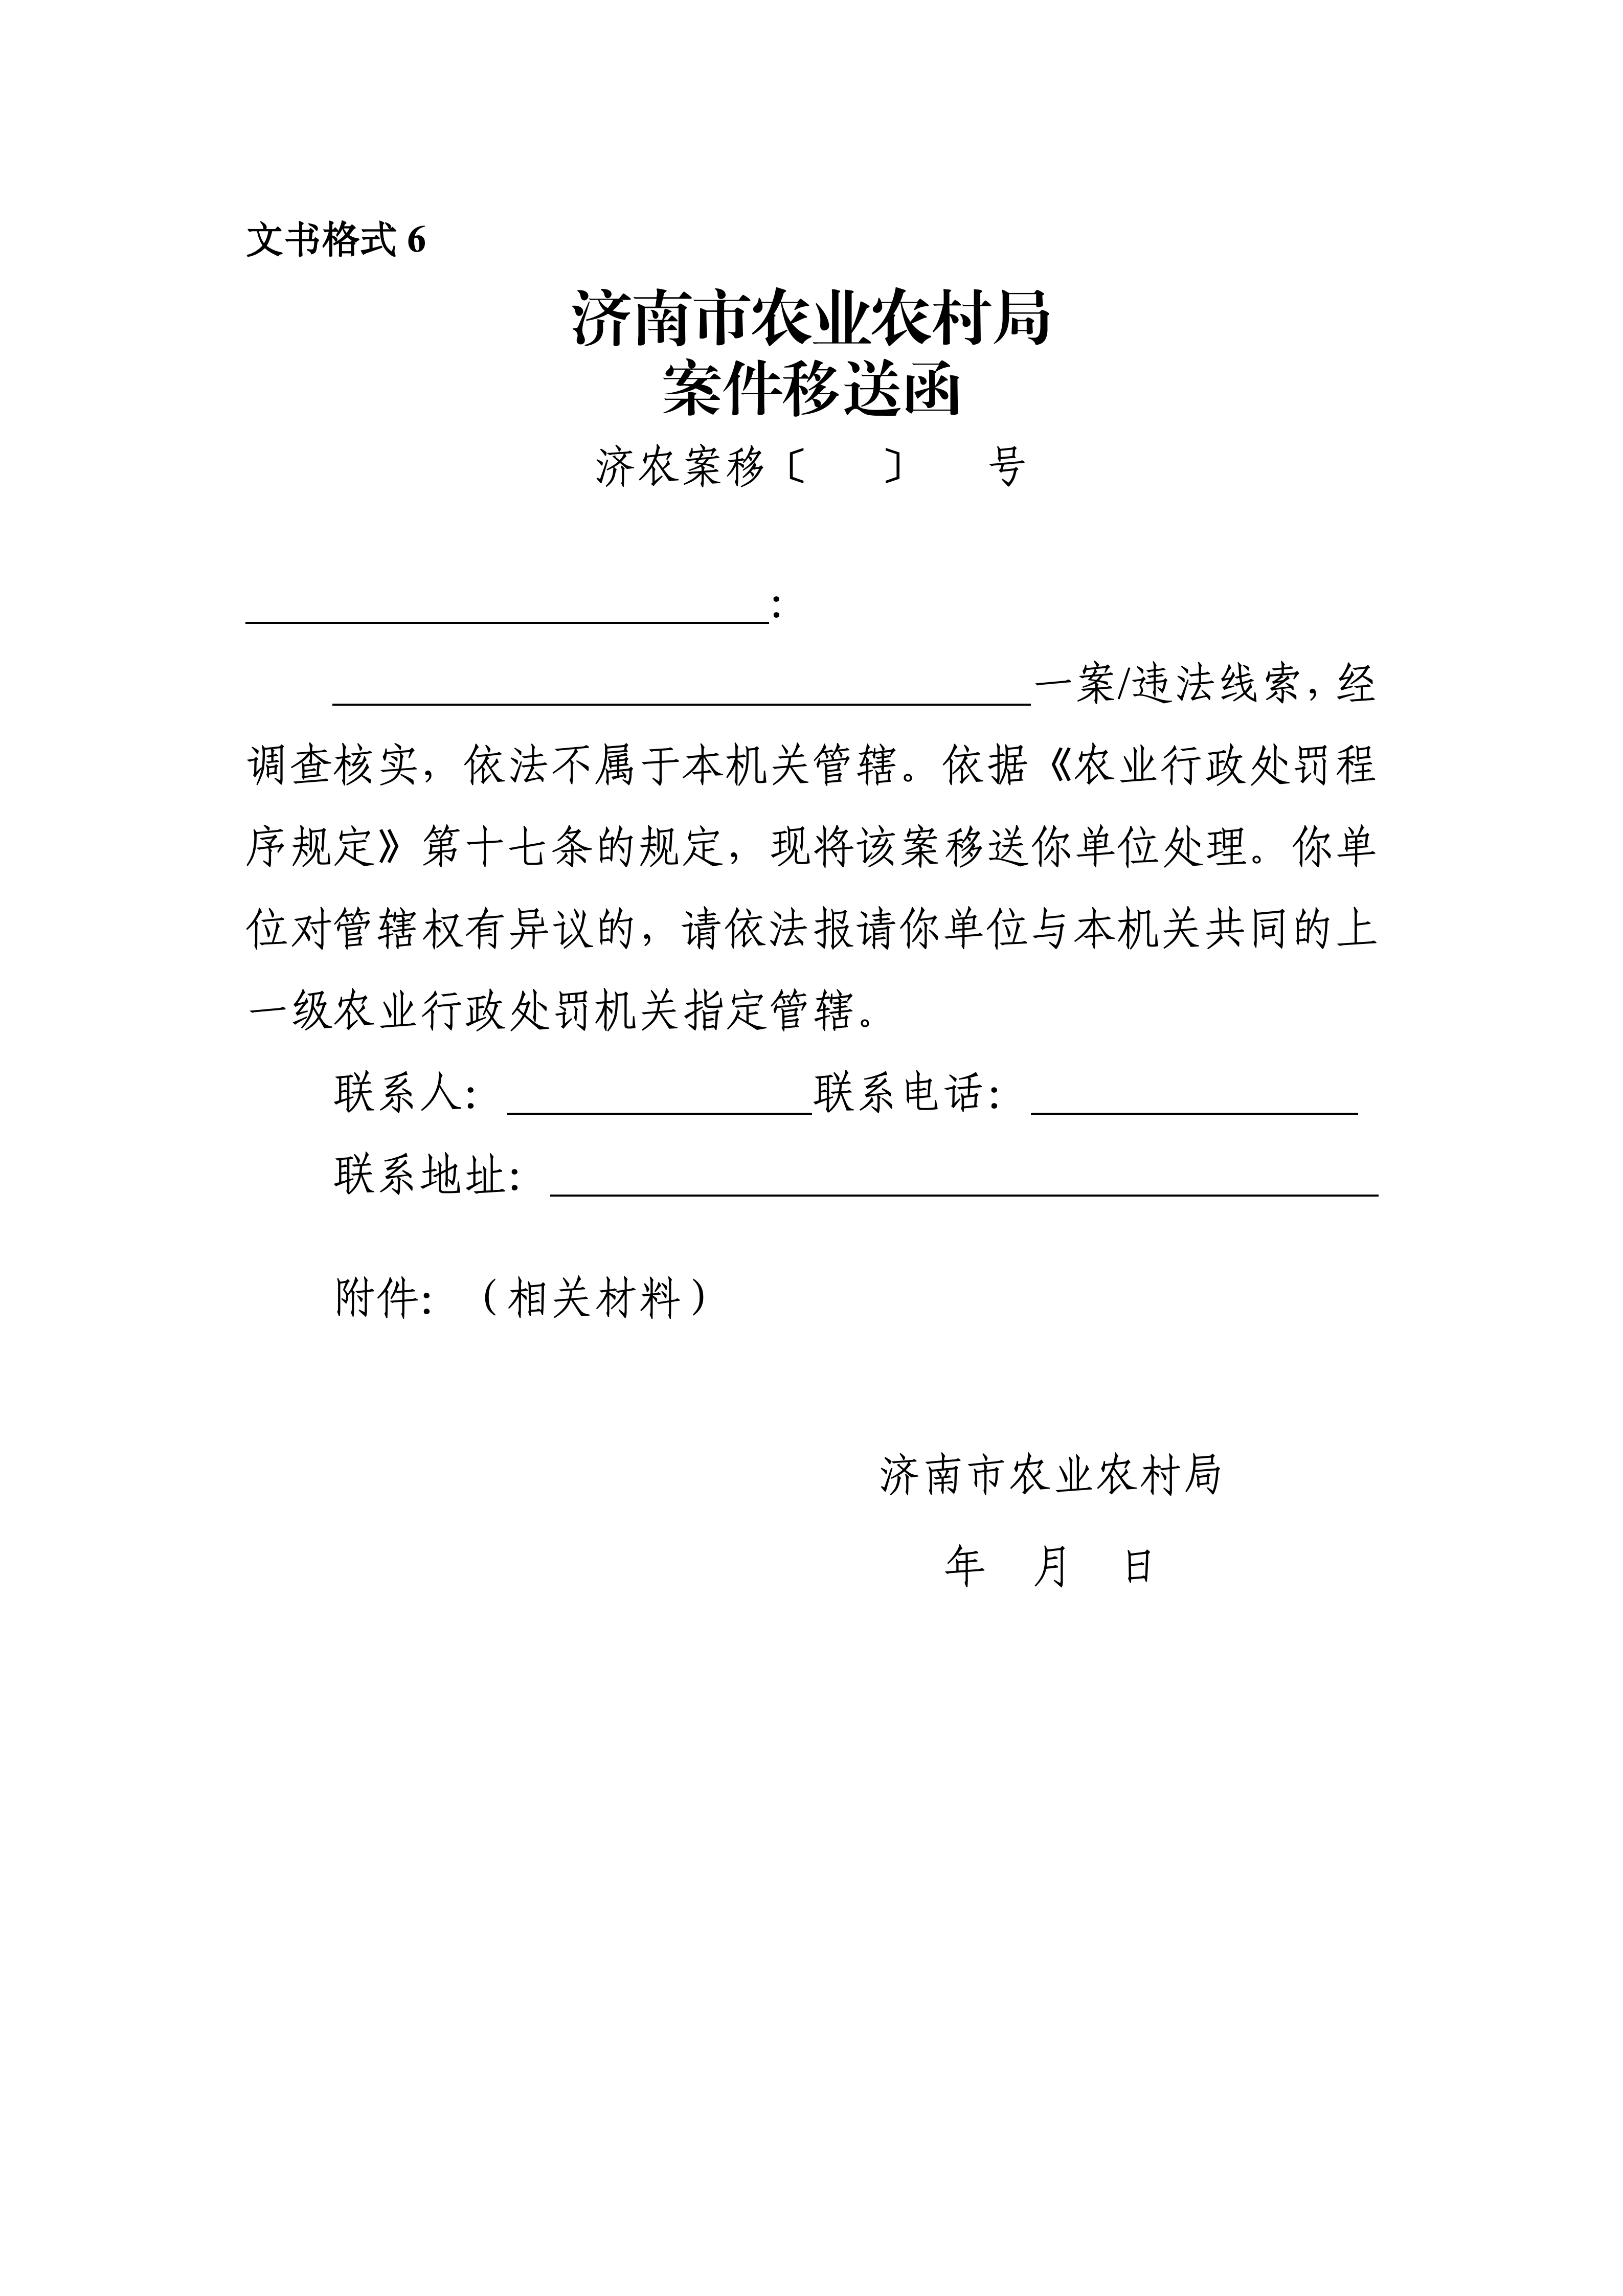 文书格式 6
济南市农业农村局
案件移送函
济农案移〔　　〕　　号
________________________：
________________________________一案/违法线索，经
调查核实，依法不属于本机关管辖。依据《农业行政处罚程
序规定》第十七条的规定，现将该案移送你单位处理。你单
位对管辖权有异议的，请依法报请你单位与本机关共同的上
一级农业行政处罚机关指定管辖。
联系人：______________联系电话：_______________
联系地址：______________________________________
附件：（相关材料）
济南市农业农村局
年　月　日